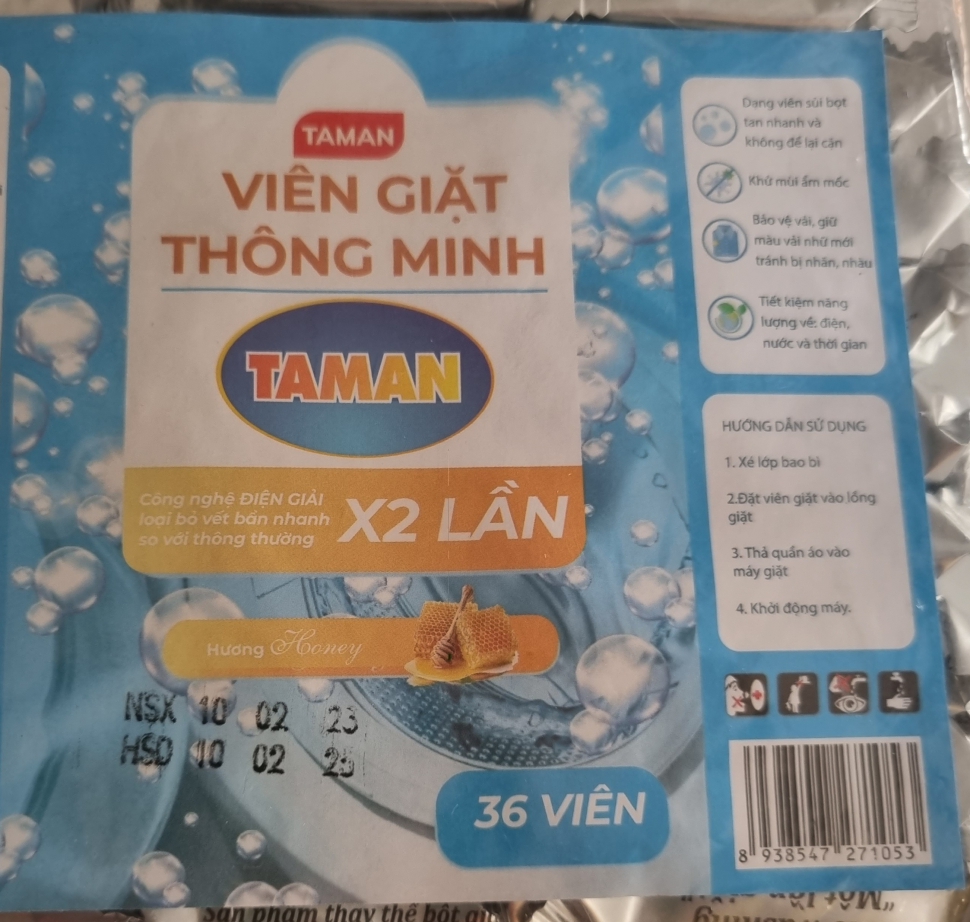 TAMAN
VIÊN GIẶT
THÔNG MINH
TAMAN
Công nghệ ĐIỆN GIẢI
loại bỏ vết bẩn nhanh
so với thông thường
X2 LẦN
Hương Honey
NSX 10 02 23
HSD 10 02 25
36 VIÊN
Dạng viên sủi bọt
tan nhanh và
không để lại cặn
Khử mùi ẩm mốc
Bảo vệ vải, giữ
màu vải như mới
tránh bị nhăn, nhàu
Tiết kiệm năng
lượng về: điện,
nước và thời gian
HƯỚNG DẪN SỬ DỤNG
1. Xé lớp bao bì
2.Đặt viên giặt vào lồng
giặt
3. Thả quần áo vào
máy giặt
4. Khởi động máy.
8 938547 271053
Sản phẩm thay thế bột